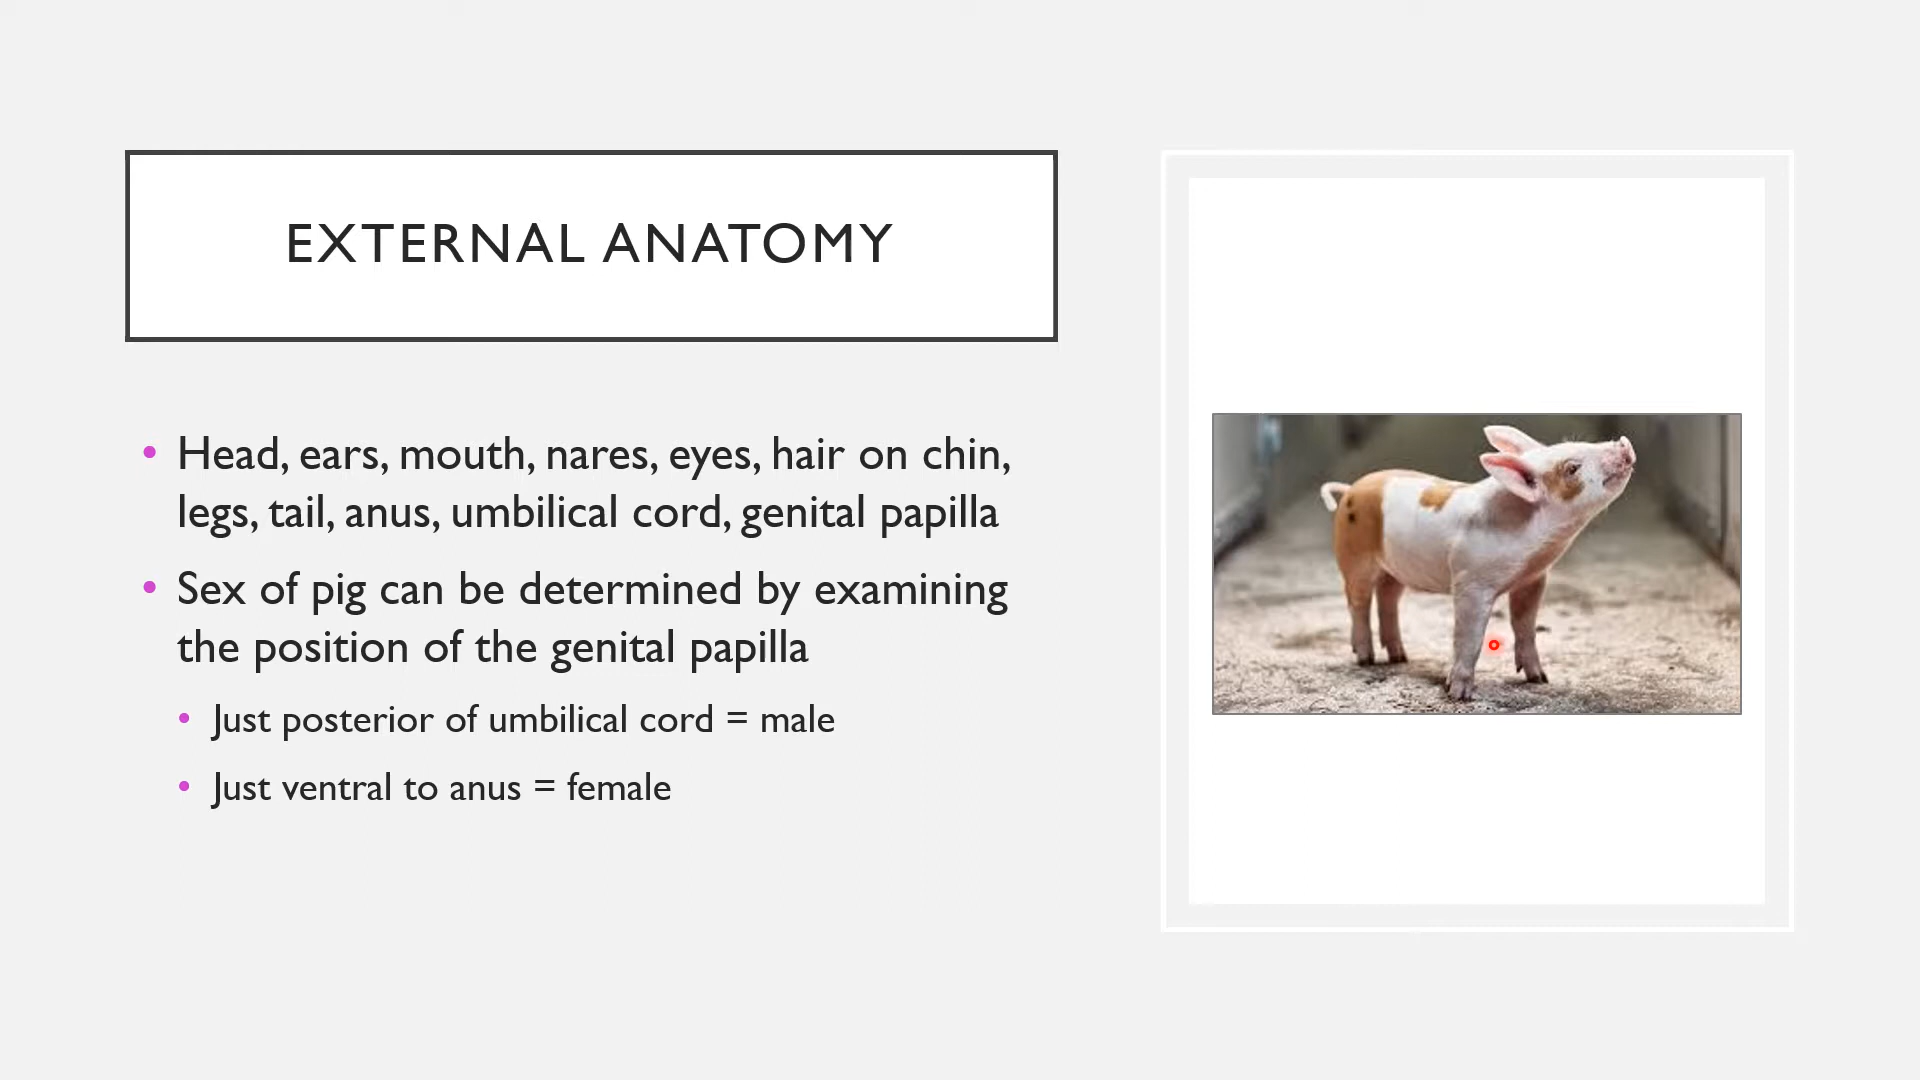 EXTERNAL ANATOMY
• Head, ears, mouth, nares, eyes, hair on chin,
legs, tail, anus, umbilical cord, genital papilla
• Sex of pig can be determined by examining
the position of the genital papilla
• Just posterior of umbilical cord = male
• Just ventral to anus = female